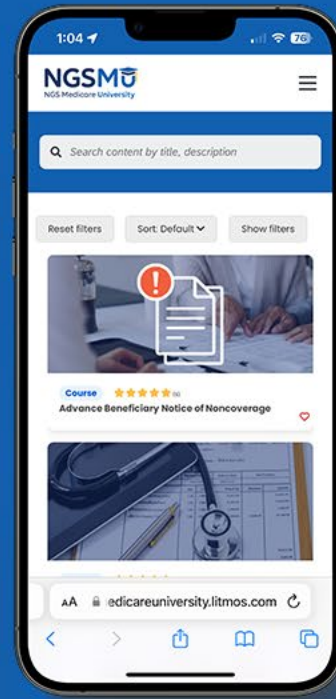 1:04
76
NGSMU
NGS Medicare University
Search content by title, description
Reset filters
Sort: Default
Show filters
Course
Advance Beneficiary Notice of Noncoverage
AA
edicareuniversity.litmos.com